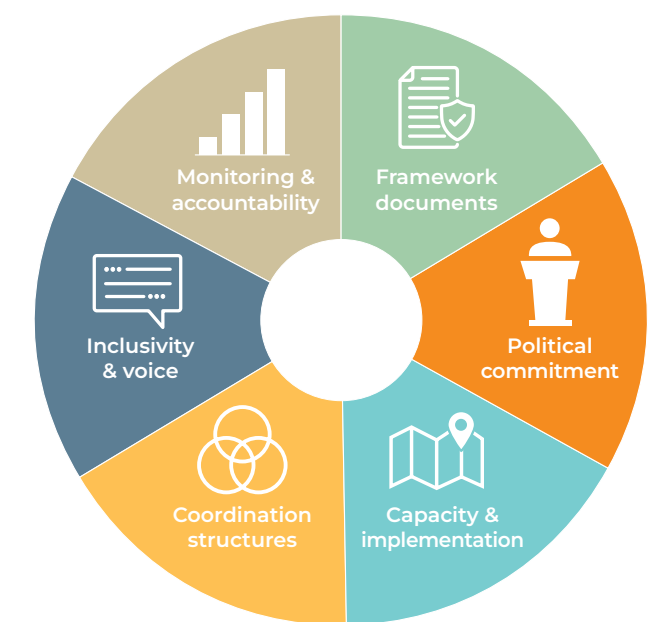 Monitoring &
accountability
Framework
documents
Political
commitment
Capacity &
implementation
Coordination
structures
Inclusivity
& voice